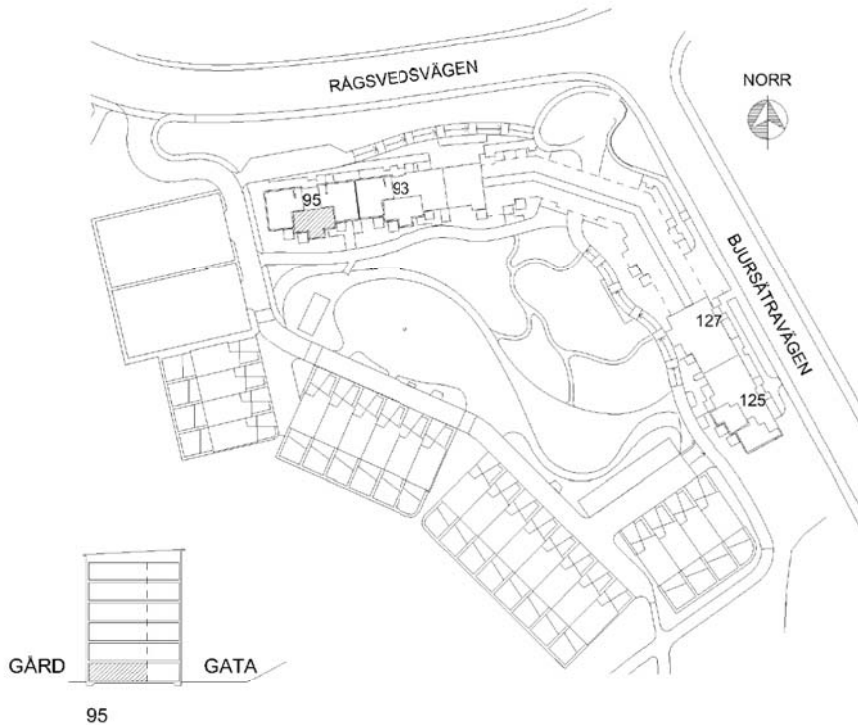 RÅGSVEDSVÄGEN
NORR
93
95
BJURSÄTRAVÄGEN
127
125
GÅRD
GATA
95